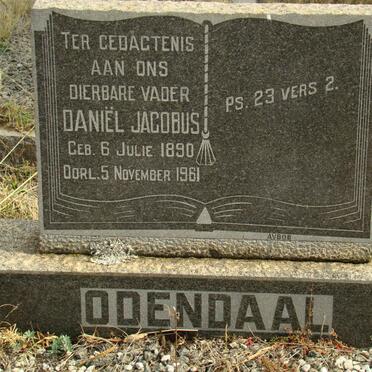 TER GEDAGTENIS
AAN ONS
DIERBARE VADER
DANIËL JACOBUS
GEB. 6 JULIE 1890
OORL. 5 NOVEMBER 1961
PS. 23 VERS 2.
AVBOB
ODENDAAL